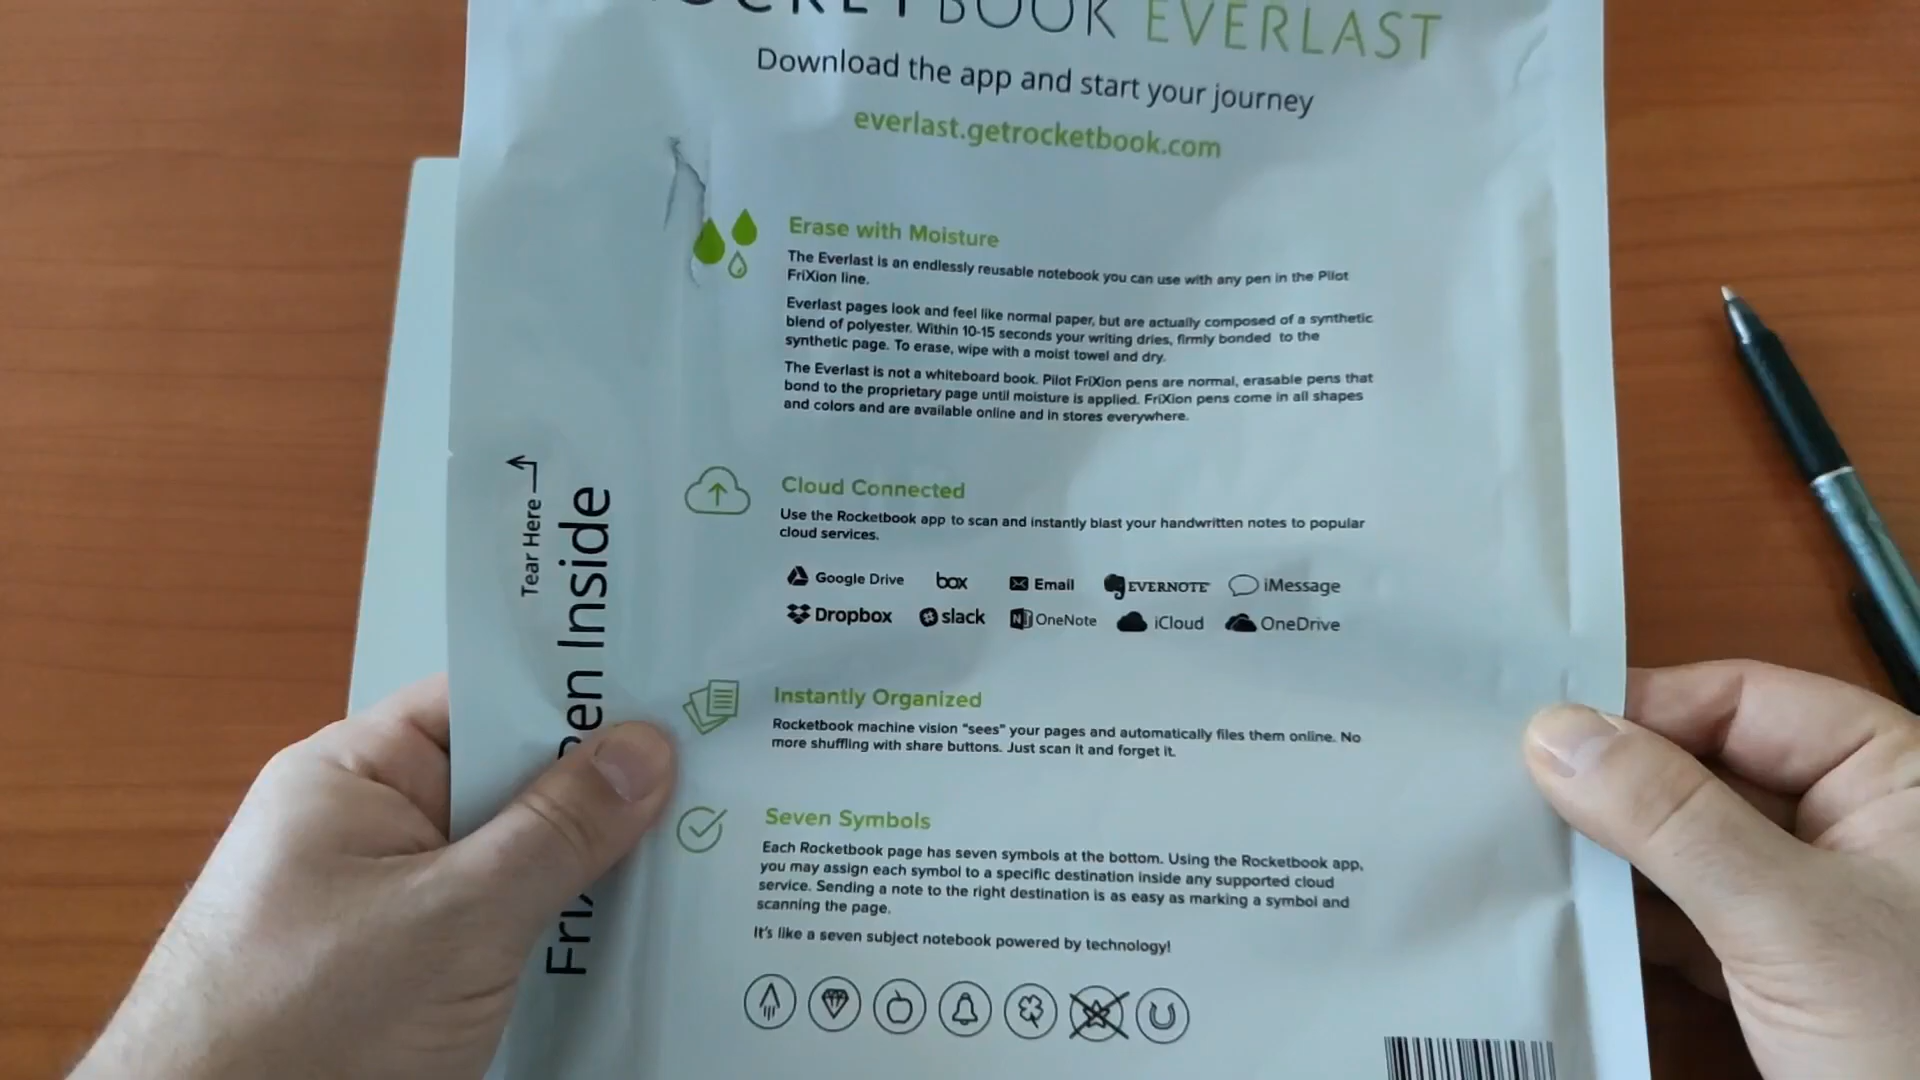 BOOK EVERLAST
Download the app and start your journey
everlast.getrocketbook.com
Erase with Moisture
The Everlast is an endlessly reusable notebook you can use with any pen in the Pilot
FriXion line.
Everlast pages look and feel like normal paper, but are actually composed of a synthetic
blend of polyester. Within 10-15 seconds your writing dries, firmly bonded to the
synthetic page. To erase, wipe with a moist towel and dry.
The Everlast is not a whiteboard book. Pilot FriXion pens are normal, erasable pens that
bond to the proprietary page until moisture is applied. FriXion pens come in all shapes
and colors and are available online and in stores everywhere.
Tear Here
Inside
Cloud Connected
Use the Rocketbook app to scan and instantly blast your handwritten notes to popular
cloud services.
Google Drive box Email EVERNOTE iMessage
Dropbox slack OneNote iCloud OneDrive
Instantly Organized
Rocketbook machine vision "sees" your pages and automatically files them online. No
more shuffling with share buttons. Just scan it and forget it.
Seven Symbols
Each Rocketbook page has seven symbols at the bottom. Using the Rocketbook app,
you may assign each symbol to a specific destination inside any supported cloud
service. Sending a note to the right destination is as easy as marking a symbol and
scanning the page.
It's like a seven subject notebook powered by technology!